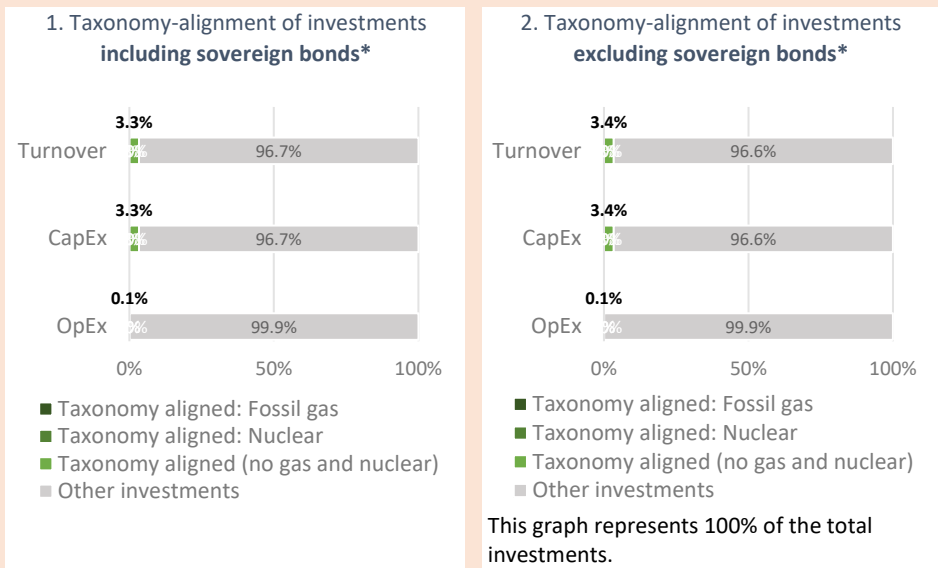 1. Taxonomy-alignment of investments
including sovereign bonds*
3.3%
Turnover
96.7%
3.3%
CapEx
96.7%
0.1%
OpEx
99.9%
0%
50%
100%
Taxonomy aligned: Fossil gas
Taxonomy aligned: Nuclear
Taxonomy aligned (no gas and nuclear)
Other investments
2. Taxonomy-alignment of investments
excluding sovereign bonds*
3.4%
Turnover
96.6%
3.4%
CapEx
96.6%
0.1%
OpEx
99.9%
0%
50%
100%
Taxonomy aligned: Fossil gas
Taxonomy aligned: Nuclear
Taxonomy aligned (no gas and nuclear)
Other investments
This graph represents 100% of the total
investments.